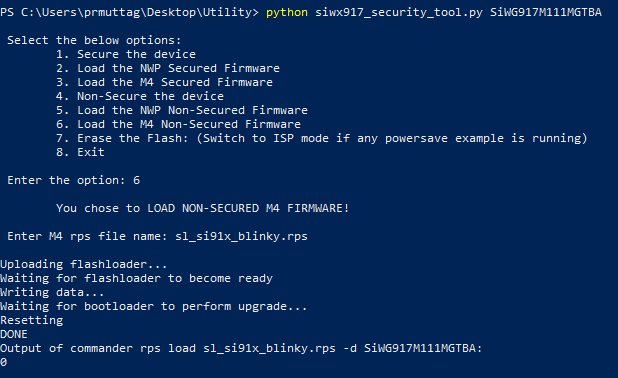 PS C:\Users\prmuttag\Desktop\Utility> python siwx917_security_tool.py SiWG917M111MGTBA
Select the below options:
1. Secure the device
2. Load the NWP Secured Firmware
3. Load the M4 Secured Firmware
4. Non-Secure the device
5. Load the NWP Non-Secured Firmware
6. Load the M4 Non-Secured Firmware
7. Erase the Flash: (Switch to ISP mode if any powersave example is running)
8. Exit
Enter the option: 6
You chose to LOAD NON-SECURED M4 FIRMWARE!
Enter M4 rps file name: sl_si91x_blinky.rps
Uploading flashloader...
Waiting for flashloader to become ready
Writing data...
Waiting for bootloader to perform upgrade...
Resetting
DONE
Output of commander rps load sl_si91x_blinky.rps -d SiWG917M111MGTBA:
0